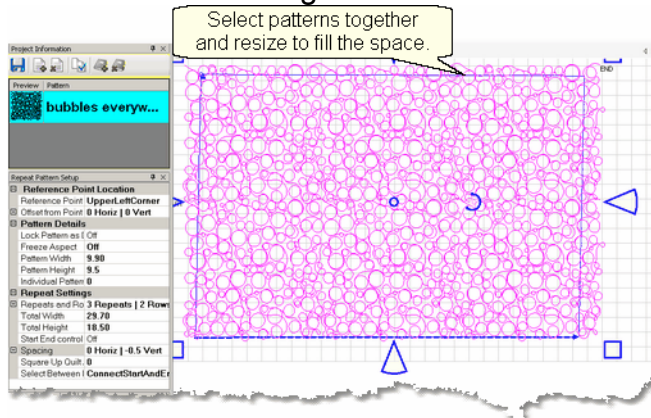 Select patterns together
and resize to fill the space.
Project Information
END
Preview Pattern
bubbles everyw...
Repeat Pattern Setup
Reference Point Location
Reference Point UpperLeftCorner
Offset from Point 0 Horiz | 0 Vert
Pattern Details
Lock Pattern as Off
Freeze Aspect Off
Pattern Width 9.90
Pattern Height 9.5
Individual Pattern 0
Repeat Settings
Repeats and Ro 3 Repeats | 2 Rows
Total Width 29.70
Total Height 18.50
Start End control Off
Spacing 0 Horiz | -0.5 Vert
Square Up Quilt. 0
Select Between ConnectStartAndEn